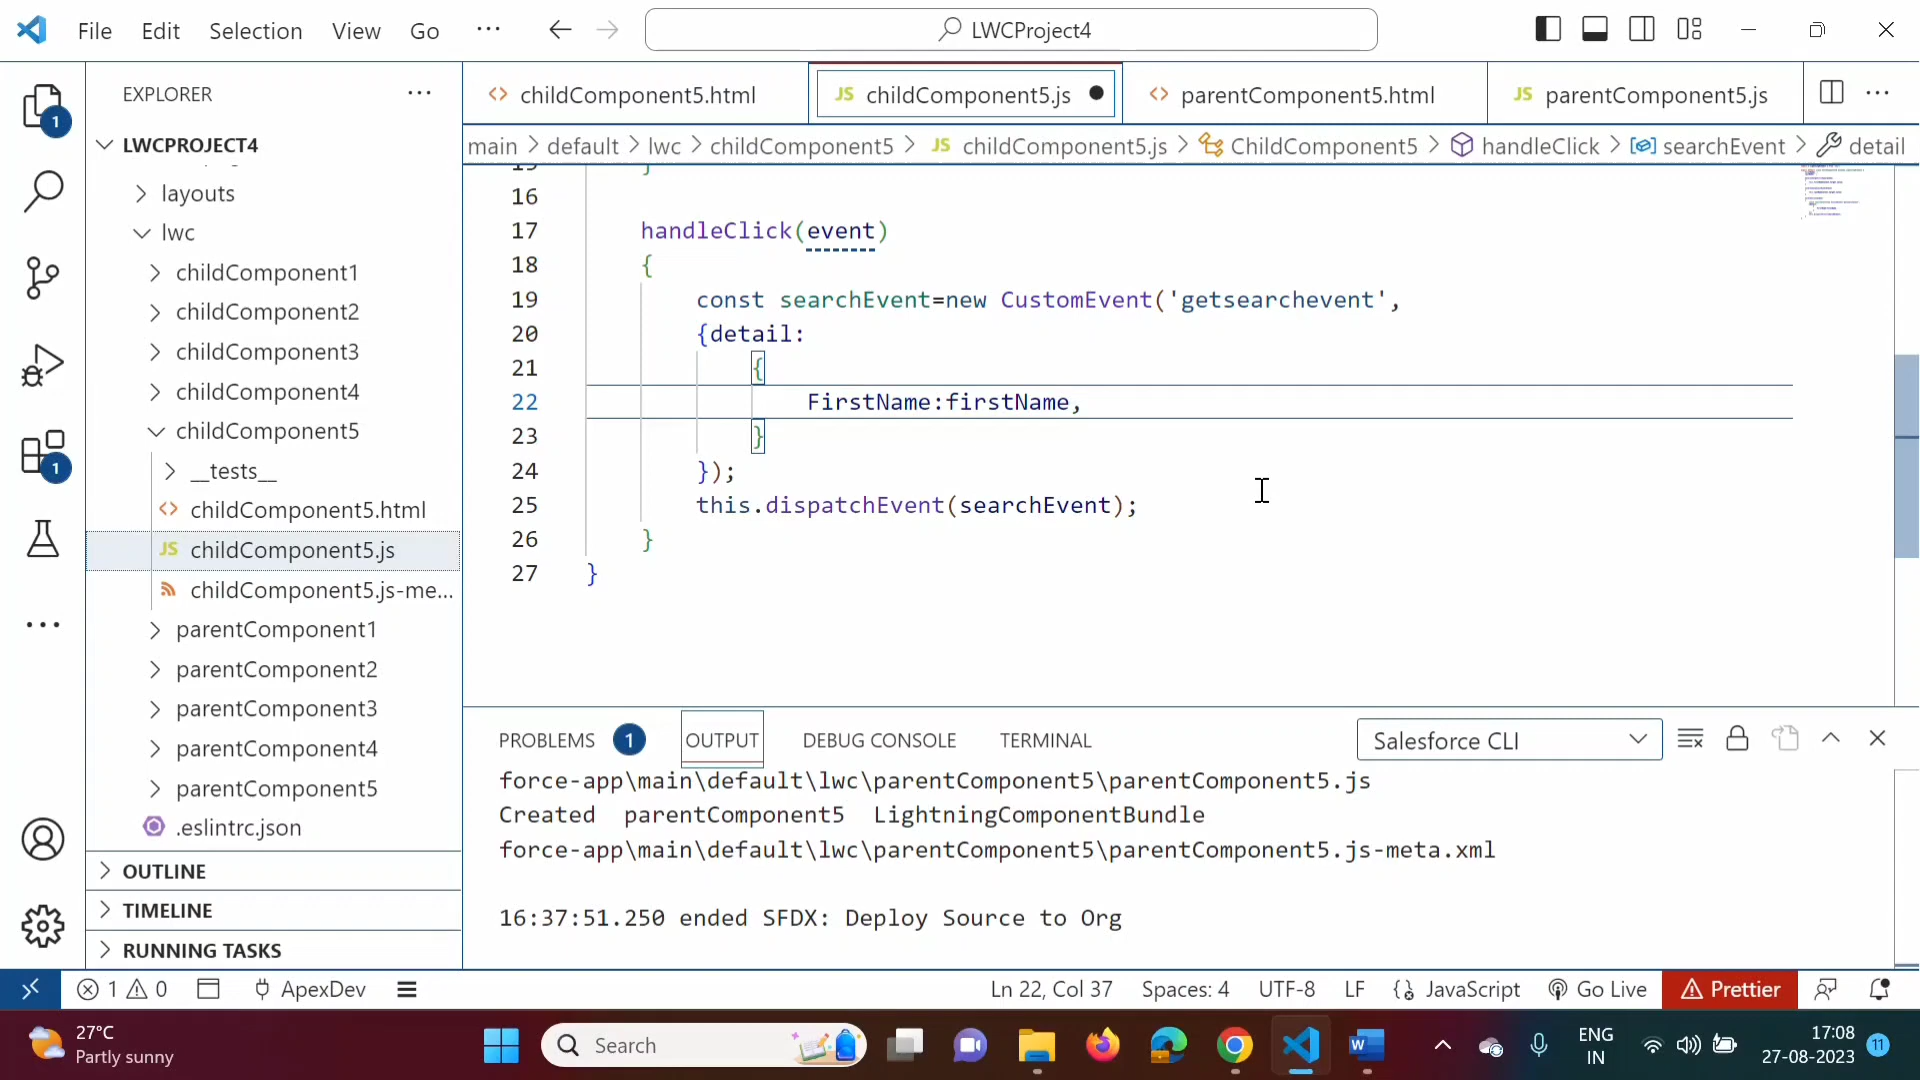 File Edit Selection View Go ··· LWCProject4
EXPLORER ···
childComponent5.html
JS childComponent5.js
parentComponent5.html
JS parentComponent5.js
···
1
main > default > lwc > childComponent5 > JS childComponent5.js > ChildComponent5 > handleClick > searchEvent > detail
LWCPROJECT4
layouts
lwc
childComponent1
childComponent2
childComponent3
childComponent4
childComponent5
__tests__
childComponent5.html
JS childComponent5.js
childComponent5.js-me...
parentComponent1
parentComponent2
parentComponent3
parentComponent4
parentComponent5
.eslintrc.json
OUTLINE
TIMELINE
RUNNING TASKS
1
16
17 handleClick(event)
18 {
19 const searchEvent=new CustomEvent('getsearchevent',
20 {detail:
21 {
22 FirstName:firstName,
23 }
24 });
25 this.dispatchEvent(searchEvent);
26 }
27 }
PROBLEMS 1 OUTPUT DEBUG CONSOLE TERMINAL Salesforce CLI
force-app\main\default\lwc\parentComponent5\parentComponent5.js
Created parentComponent5 LightningComponentBundle
force-app\main\default\lwc\parentComponent5\parentComponent5.js-meta.xml
16:37:51.250 ended SFDX: Deploy Source to Org
1 0 ApexDev Ln 22, Col 37 Spaces: 4 UTF-8 LF JavaScript Go Live Prettier
27°C
Partly sunny
Search
ENG
IN
17:08
27-08-2023
11